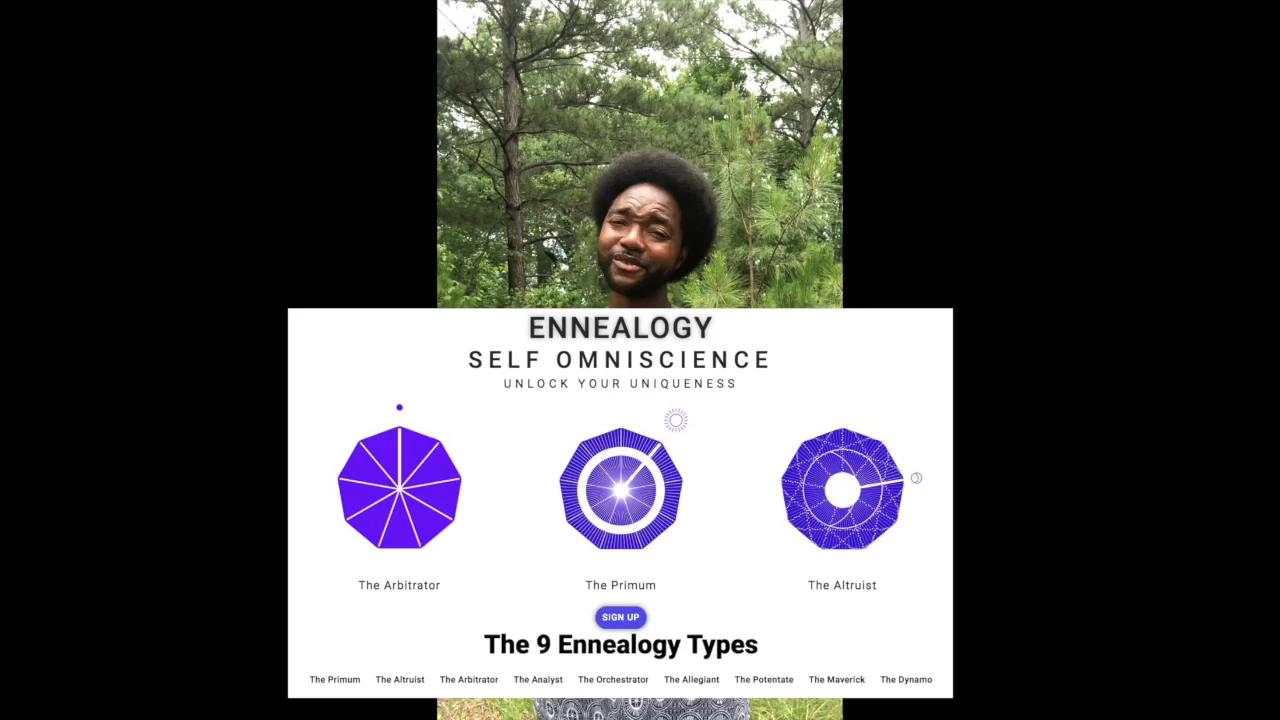 ENNEALOGY
SELF OMNISCIENCE
UNLOCK YOUR UNIQUENESS
The Arbitrator The Primum The Altruist
SIGN UP
The 9 Ennealogy Types
The Primum The Altruist The Arbitrator The Analyst The Orchestrator The Allegiant The Potentate The Maverick The Dynamo